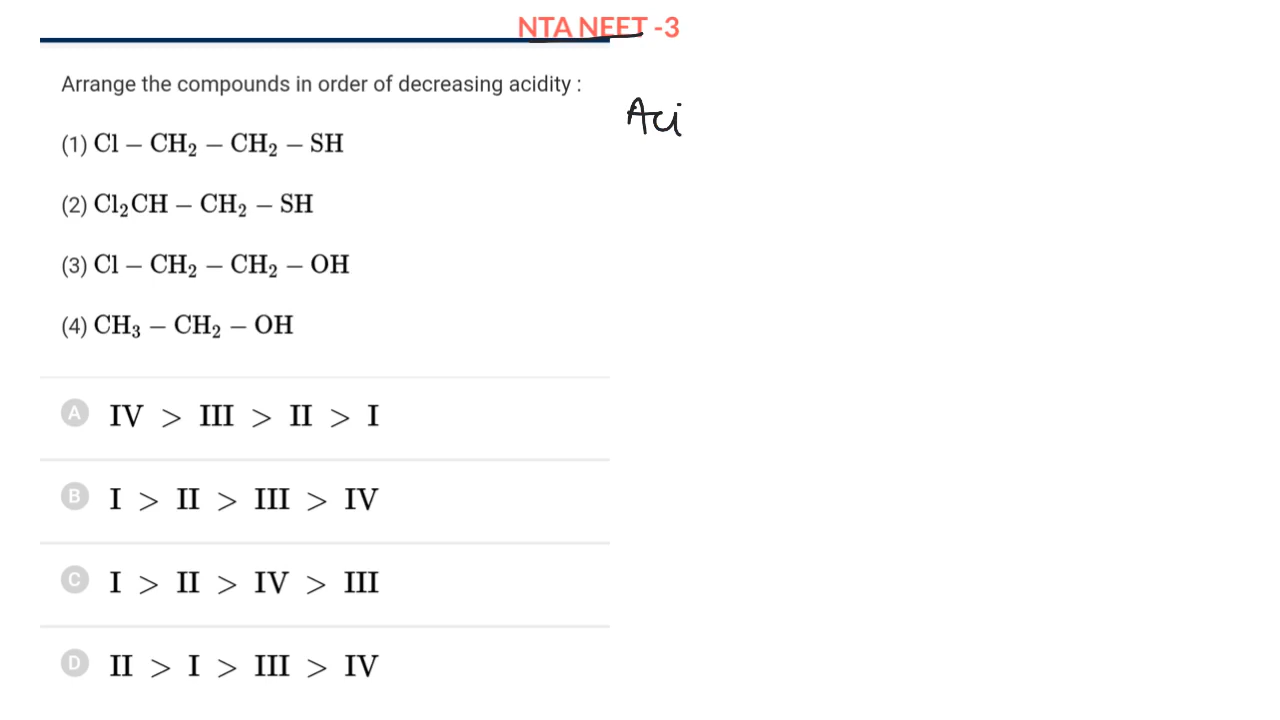 NTA NEET -3
Arrange the compounds in order of decreasing acidity :
Aci
(1) Cl – CH₂ – CH₂ – SH
(2) Cl₂CH – CH₂ – SH
(3) Cl – CH₂ – CH₂ – OH
(4) CH₃ – CH₂ – OH
A IV > III > II > I
B I > II > III > IV
C I > II > IV > III
D II > I > III > IV